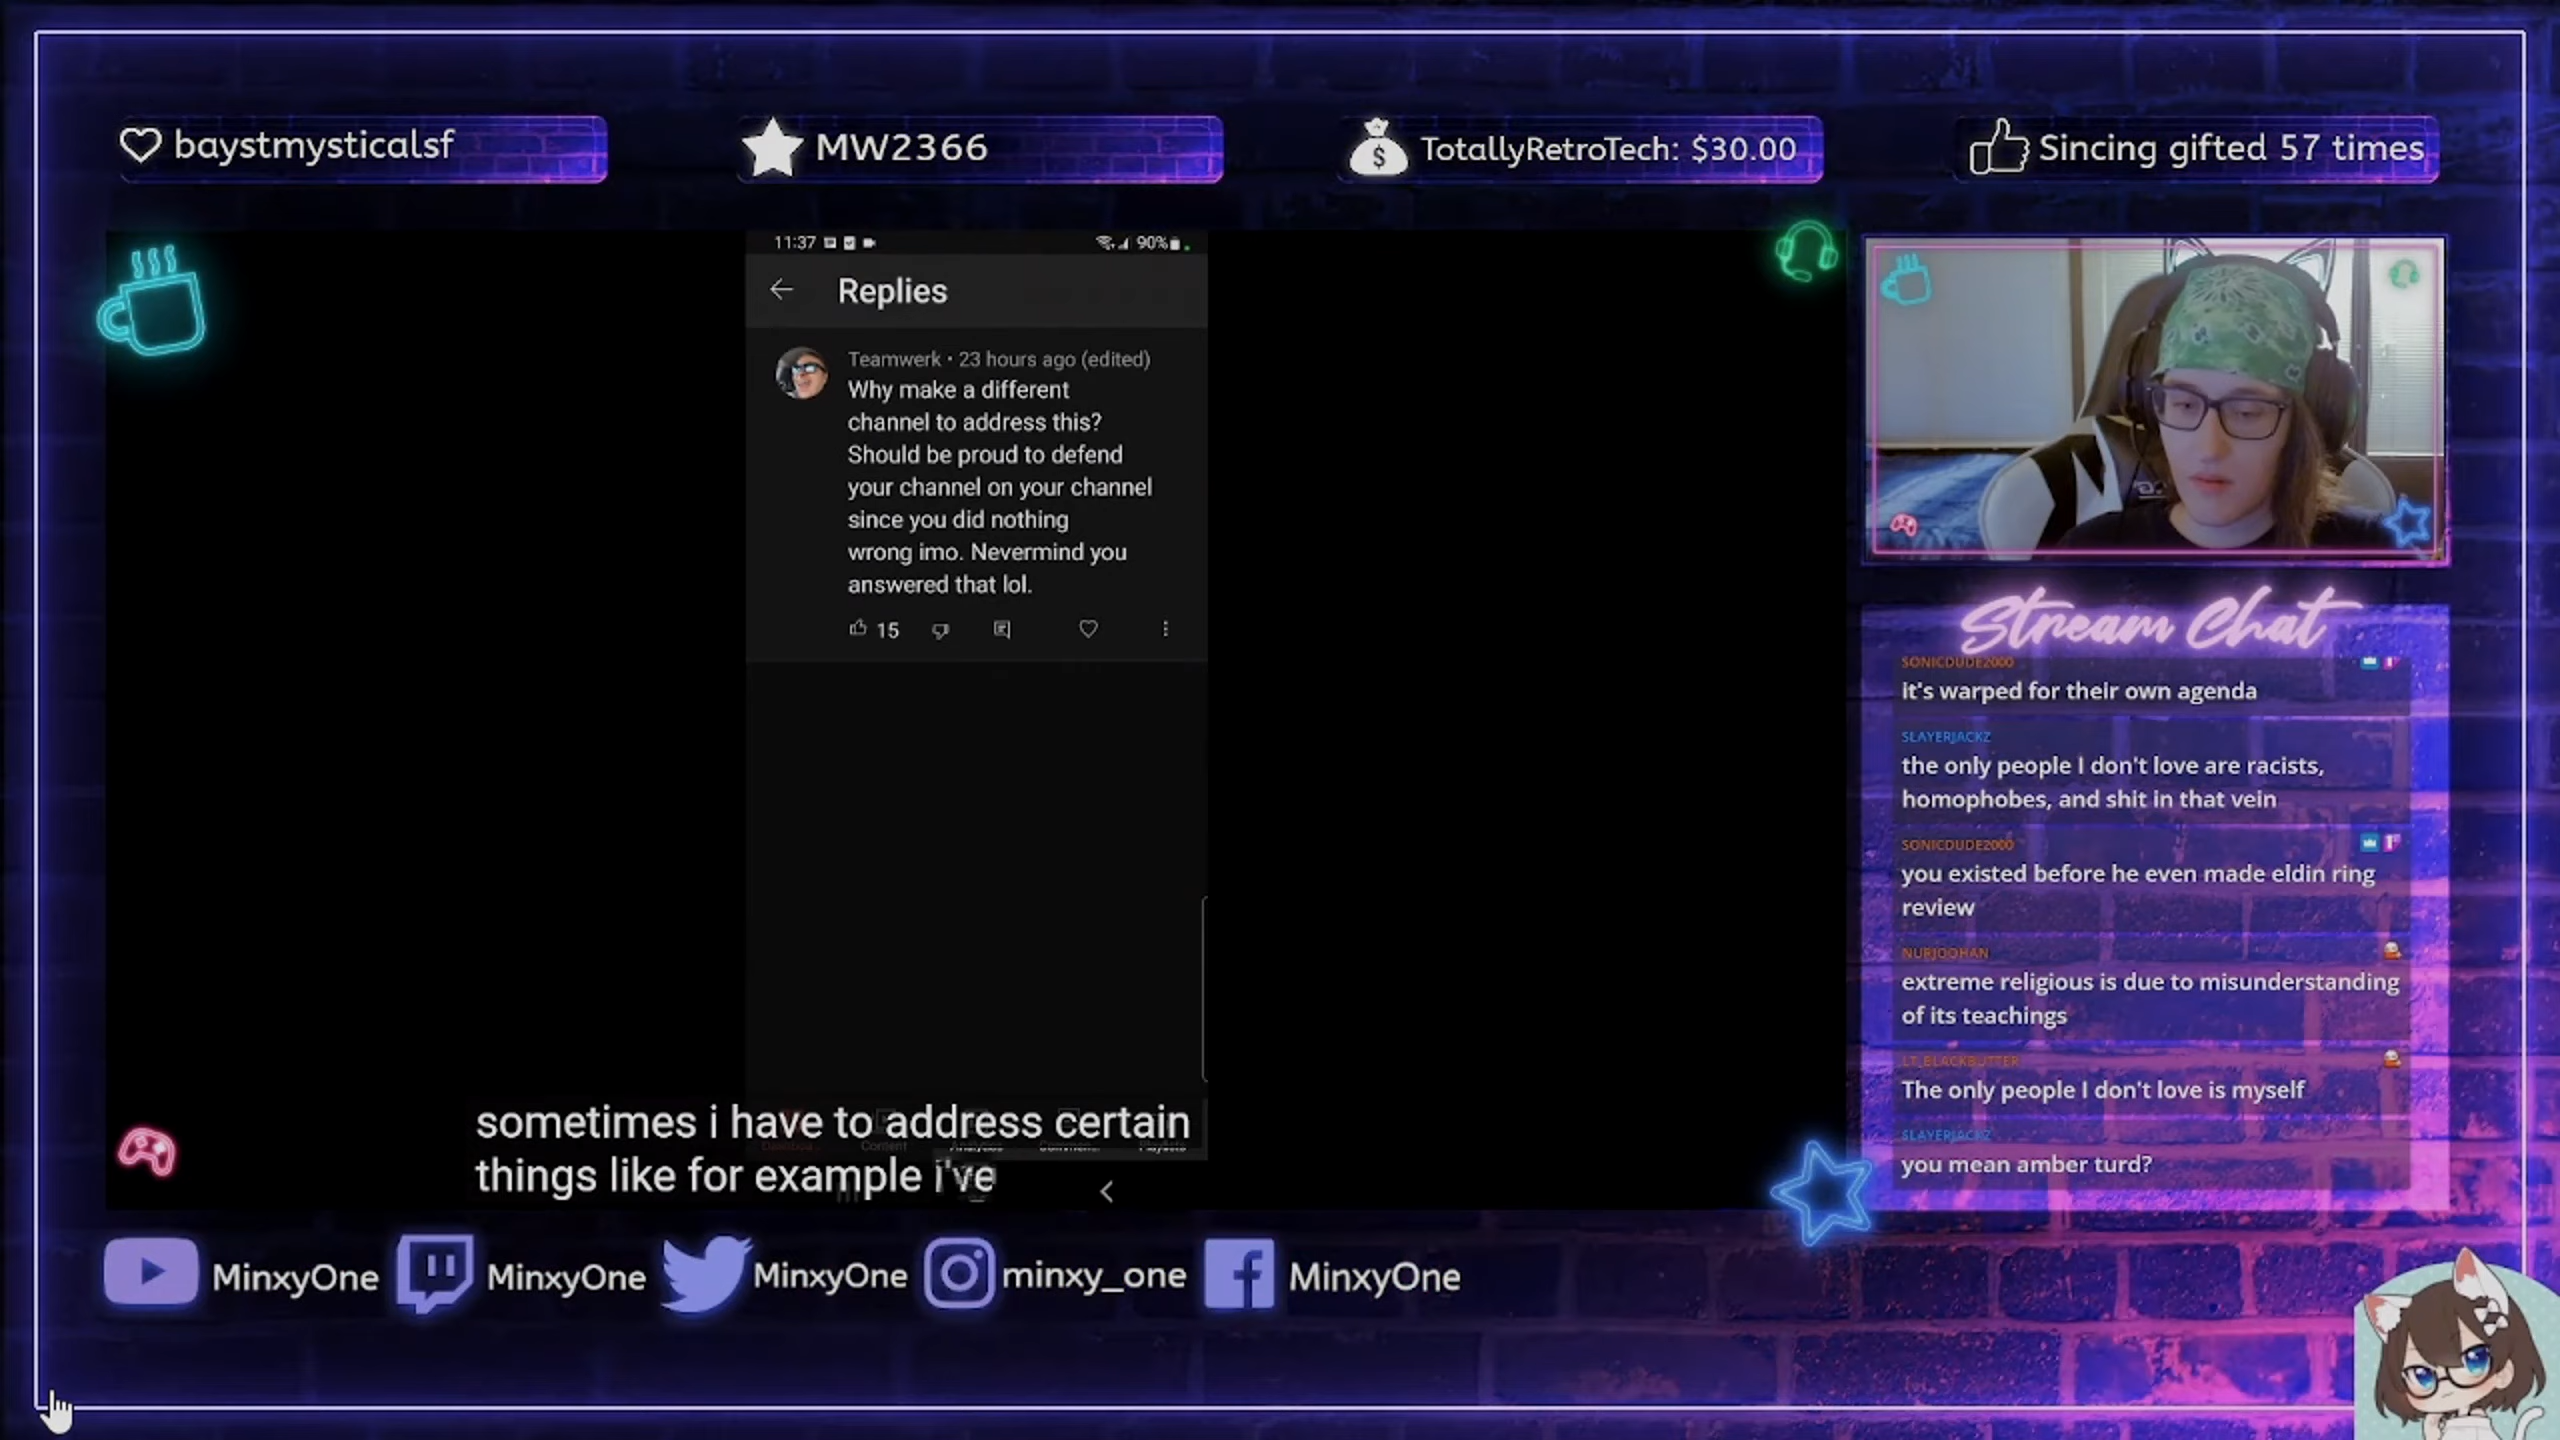 baystmysticalsf
MW2366
TotallyRetroTech: $30.00
Sincing gifted 57 times
11:37
90%
Replies
Teamwerk • 23 hours ago (edited)
Why make a different
channel to address this?
Should be proud to defend
your channel on your channel
since you did nothing
wrong imo. Nevermind you
answered that lol.
15
sometimes i have to address certain
things like for example i've
Stream Chat
SONICDUDE2000
it's warped for their own agenda
SLAYERJACKZ
the only people I don't love are racists,
homophobes, and shit in that vein
SONICDUDE2000
you existed before he even made eldin ring
review
NURJOOHAN
extreme religious is due to misunderstanding
of its teachings
LT_BLACKBUTTER
The only people I don't love is myself
SLAYERJACKZ
you mean amber turd?
MinxyOne
MinxyOne
MinxyOne
minxy_one
MinxyOne